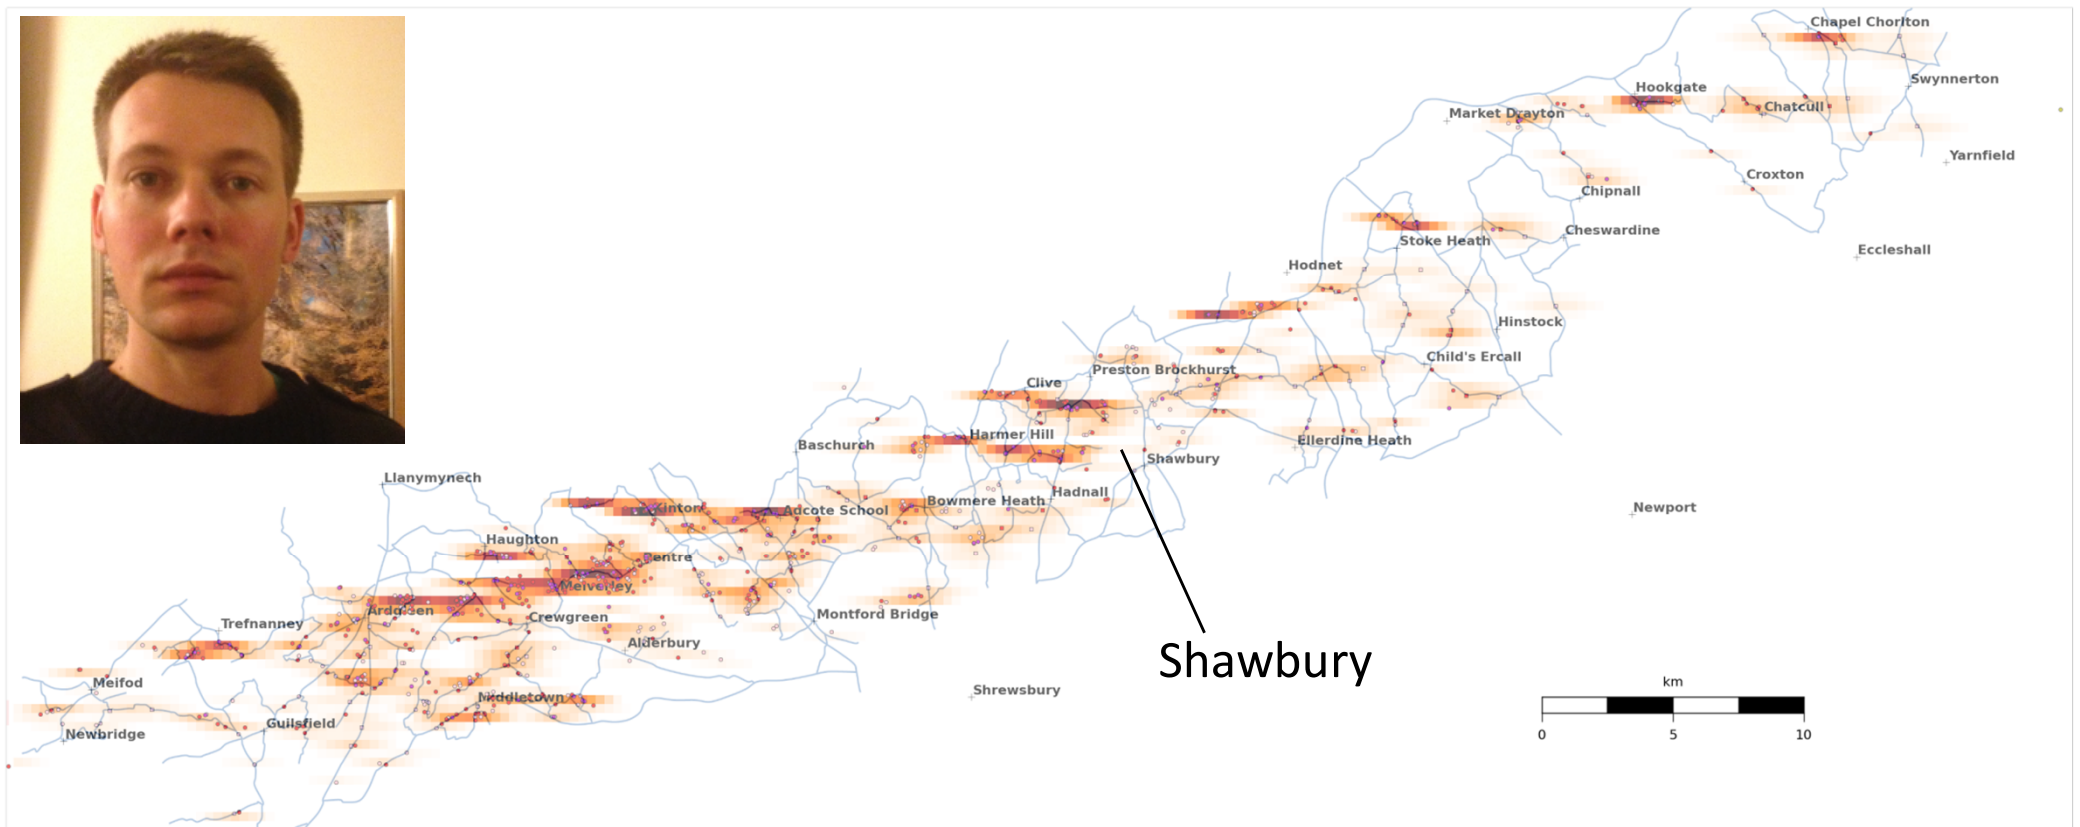 Chapel Chorlton
Swynnerton
Hookgate
Chatcull
Market Drayton
Yarnfield
Croxton
Chipnall
Cheswardine
Stoke Heath
Eccleshall
Hodnet
Hinstock
Child's Ercall
Preston Brockhurst
Clive
Harmer Hill
Ellerdine Heath
Baschurch
Shawbury
Llanymynech
Hadnall
Bowmere Heath
Newport
Kinton
Adcote School
Haughton
Pentre
Melverley
Ardgreen
Crewgreen
Montford Bridge
Trefnanney
Alderbury
Shawbury
Meifod
km
Shrewsbury
Middletown
Guilsfield
Newbridge
0 5 10